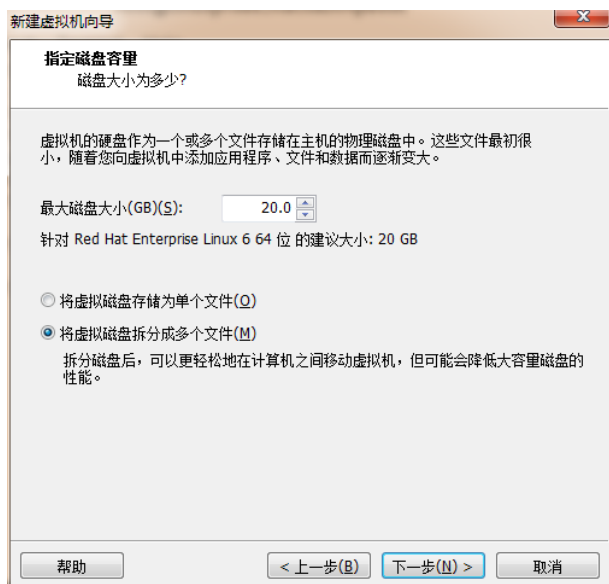 新建虚拟机向导
指定磁盘容量
磁盘大小为多少?
虚拟机的硬盘作为一个或多个文件存储在主机的物理磁盘中。这些文件最初很
小，随着您向虚拟机中添加应用程序、文件和数据而逐渐变大。
最大磁盘大小(GB)(S): 20.0
针对 Red Hat Enterprise Linux 6 64 位 的建议大小: 20 GB
将虚拟磁盘存储为单个文件(O)
将虚拟磁盘拆分成多个文件(M)
拆分磁盘后，可以更轻松地在计算机之间移动虚拟机，但可能会降低大容量磁盘的
性能。
帮助 < 上一步(B) 下一步(N) > 取消